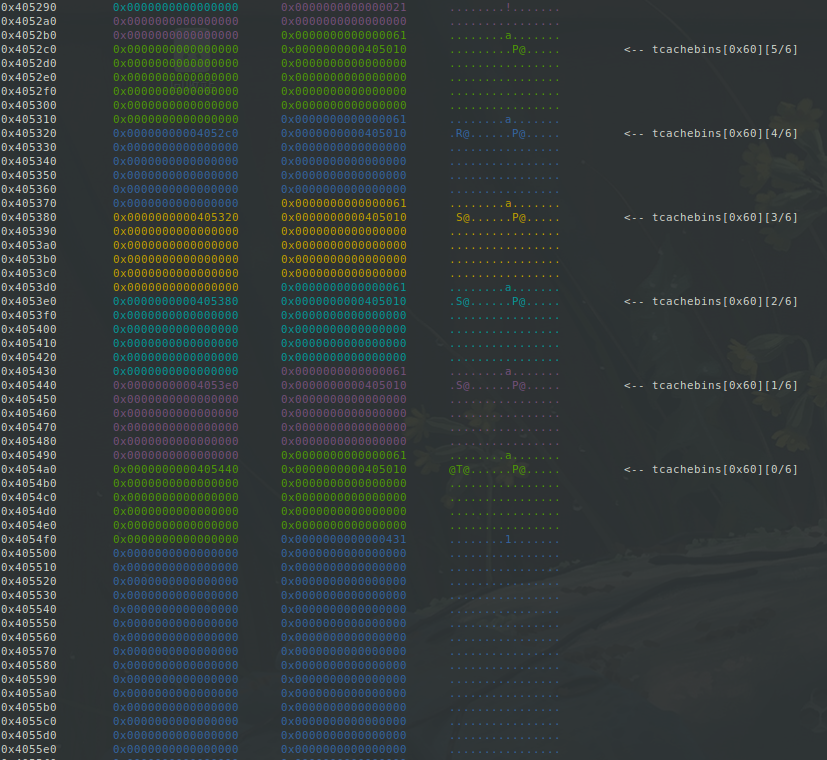 0x405290 0x0000000000000000 0x0000000000000021 ........!.......
0x4052a0 0x0000000000000000 0x0000000000000000 ................
0x4052b0 0x0000000000000000 0x0000000000000061 ........a.......
0x4052c0 0x0000000000000000 0x0000000000405010 .........P@..... <-- tcachebins[0x60][5/6]
0x4052d0 0x0000000000000000 0x0000000000000000 ................
0x4052e0 0x0000000000000000 0x0000000000000000 ................
0x4052f0 0x0000000000000000 0x0000000000000000 ................
0x405300 0x0000000000000000 0x0000000000000000 ................
0x405310 0x0000000000000000 0x0000000000000061 ........a.......
0x405320 0x00000000004052c0 0x0000000000405010 .R@......P@..... <-- tcachebins[0x60][4/6]
0x405330 0x0000000000000000 0x0000000000000000 ................
0x405340 0x0000000000000000 0x0000000000000000 ................
0x405350 0x0000000000000000 0x0000000000000000 ................
0x405360 0x0000000000000000 0x0000000000000000 ................
0x405370 0x0000000000000000 0x0000000000000061 ........a.......
0x405380 0x0000000000405320 0x0000000000405010  S@......P@..... <-- tcachebins[0x60][3/6]
0x405390 0x0000000000000000 0x0000000000000000 ................
0x4053a0 0x0000000000000000 0x0000000000000000 ................
0x4053b0 0x0000000000000000 0x0000000000000000 ................
0x4053c0 0x0000000000000000 0x0000000000000000 ................
0x4053d0 0x0000000000000000 0x0000000000000061 ........a.......
0x4053e0 0x0000000000405380 0x0000000000405010 .S@......P@..... <-- tcachebins[0x60][2/6]
0x4053f0 0x0000000000000000 0x0000000000000000 ................
0x405400 0x0000000000000000 0x0000000000000000 ................
0x405410 0x0000000000000000 0x0000000000000000 ................
0x405420 0x0000000000000000 0x0000000000000000 ................
0x405430 0x0000000000000000 0x0000000000000061 ........a.......
0x405440 0x00000000004053e0 0x0000000000405010 .S@......P@..... <-- tcachebins[0x60][1/6]
0x405450 0x0000000000000000 0x0000000000000000 ................
0x405460 0x0000000000000000 0x0000000000000000 ................
0x405470 0x0000000000000000 0x0000000000000000 ................
0x405480 0x0000000000000000 0x0000000000000000 ................
0x405490 0x0000000000000000 0x0000000000000061 ........a.......
0x4054a0 0x0000000000405440 0x0000000000405010 @T@......P@..... <-- tcachebins[0x60][0/6]
0x4054b0 0x0000000000000000 0x0000000000000000 ................
0x4054c0 0x0000000000000000 0x0000000000000000 ................
0x4054d0 0x0000000000000000 0x0000000000000000 ................
0x4054e0 0x0000000000000000 0x0000000000000000 ................
0x4054f0 0x0000000000000000 0x0000000000000431 ........1.......
0x405500 0x0000000000000000 0x0000000000000000 ................
0x405510 0x0000000000000000 0x0000000000000000 ................
0x405520 0x0000000000000000 0x0000000000000000 ................
0x405530 0x0000000000000000 0x0000000000000000 ................
0x405540 0x0000000000000000 0x0000000000000000 ................
0x405550 0x0000000000000000 0x0000000000000000 ................
0x405560 0x0000000000000000 0x0000000000000000 ................
0x405570 0x0000000000000000 0x0000000000000000 ................
0x405580 0x0000000000000000 0x0000000000000000 ................
0x405590 0x0000000000000000 0x0000000000000000 ................
0x4055a0 0x0000000000000000 0x0000000000000000 ................
0x4055b0 0x0000000000000000 0x0000000000000000 ................
0x4055c0 0x0000000000000000 0x0000000000000000 ................
0x4055d0 0x0000000000000000 0x0000000000000000 ................
0x4055e0 0x0000000000000000 0x0000000000000000 ................